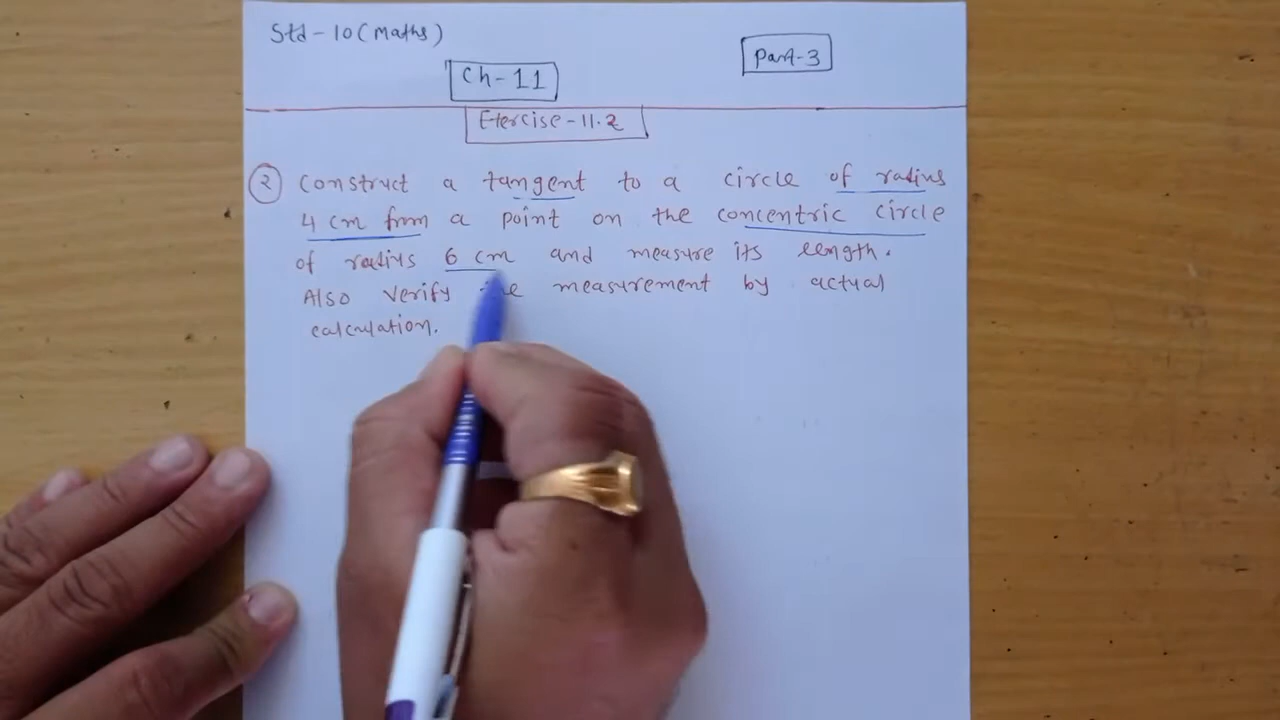 Std-10 (Maths)
Part-3
Ch-11
Exercise-11.2
2 Construct a tangent to a circle of radius
4 cm from a point on the concentric circle
of radius 6 cm and measure its length.
Also verify the measurement by actual
calculation.